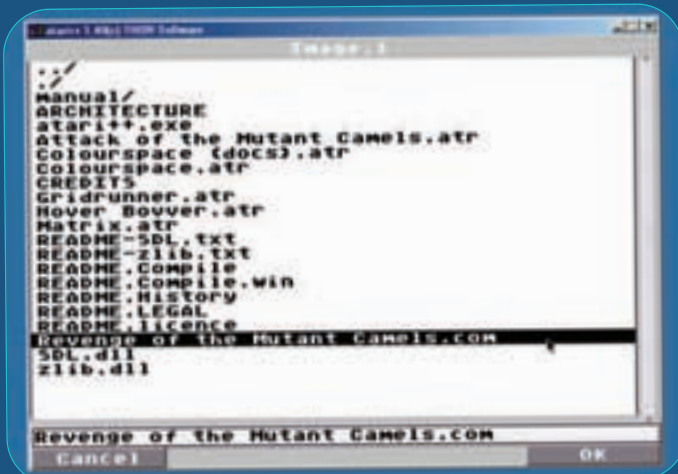 Image.1
../
./
manual/
ARCHITECTURE
atari++.exe
Attack of the Mutant Camels.atr
Colourspace (docs).atr
Colourspace.atr
CREDITS
Gridrunner.atr
Hover Bovver.atr
Matrix.atr
README-SDL.txt
README-zlib.txt
README.Compile
README.Compile.win
README.History
README.LEGAL
README.licence
Revenge of the Mutant Camels.com
SDL.dll
zlib.dll
Revenge of the Mutant Camels.com
Cancel
OK